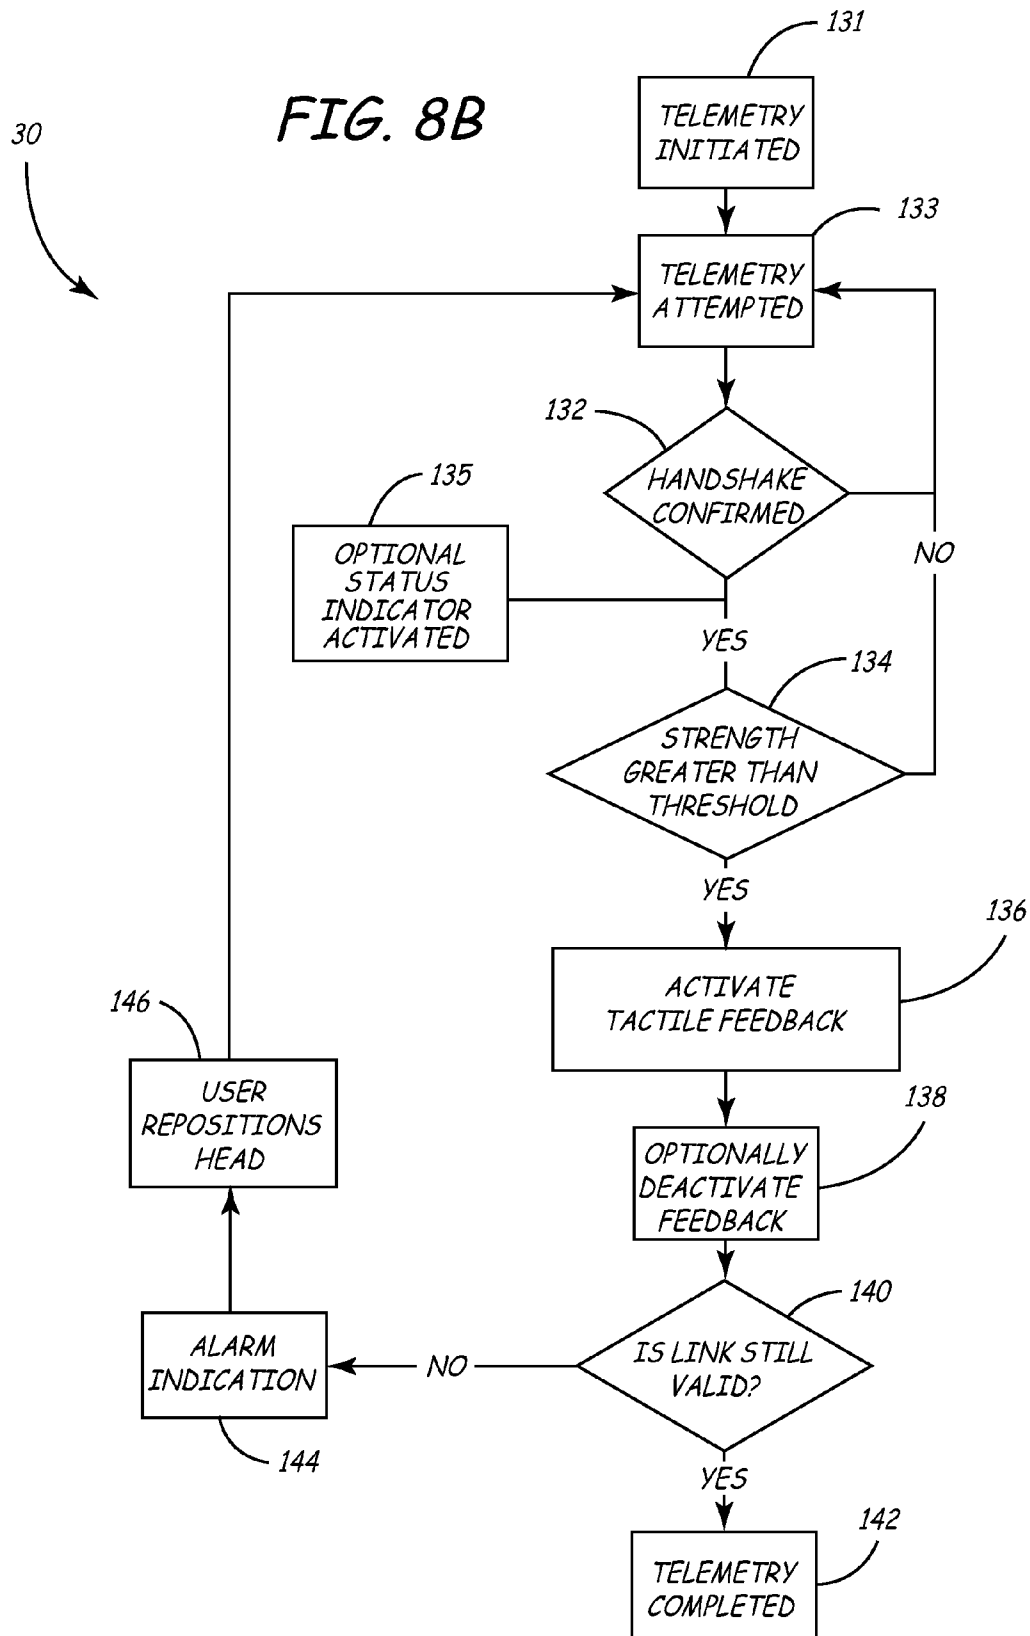 131
FIG. 8B
30
TELEMETRY
INITIATED
133
TELEMETRY
ATTEMPTED
132
HANDSHAKE
CONFIRMED
135
OPTIONAL
STATUS
INDICATOR
ACTIVATED
NO
YES
134
STRENGTH
GREATER THAN
THRESHOLD
YES
136
ACTIVATE
TACTILE FEEDBACK
146
USER
REPOSITIONS
HEAD
138
OPTIONALLY
DEACTIVATE
FEEDBACK
140
IS LINK STILL
VALID?
NO
ALARM
INDICATION
144
YES
142
TELEMETRY
COMPLETED